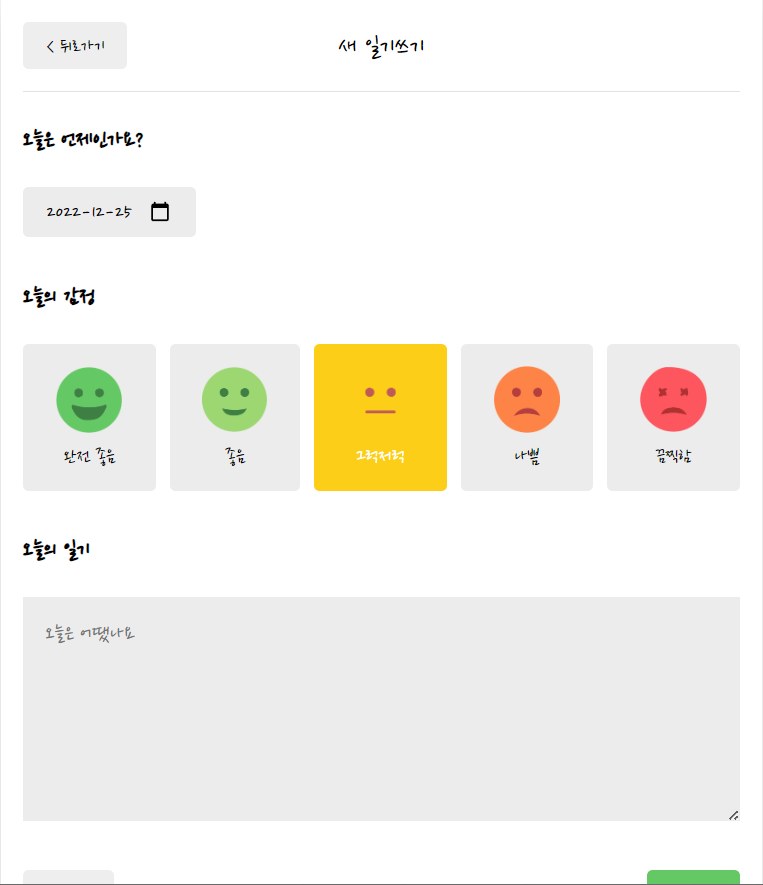 < 뒤로가기
새 일기쓰기
오늘은 언제인가요?
2022-12-25
오늘의 감정
완전 좋음
좋음
그럭저럭
나쁨
끔찍함
오늘의 일기
오늘은 어땠나요